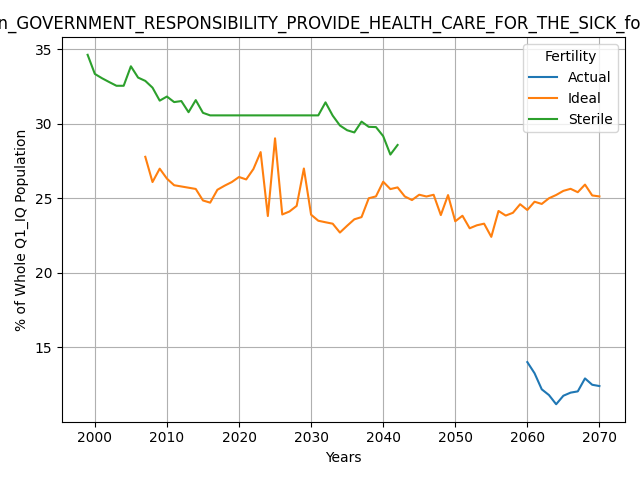 n_GOVERNMENT_RESPONSIBILITY_PROVIDE_HEALTH_CARE_FOR_THE_SICK_fo
35
30
25
20
15
% of Whole Q1_IQ Population
Fertility
Actual
Ideal
Sterile
2000 2010 2020 2030 2040 2050 2060 2070
Years